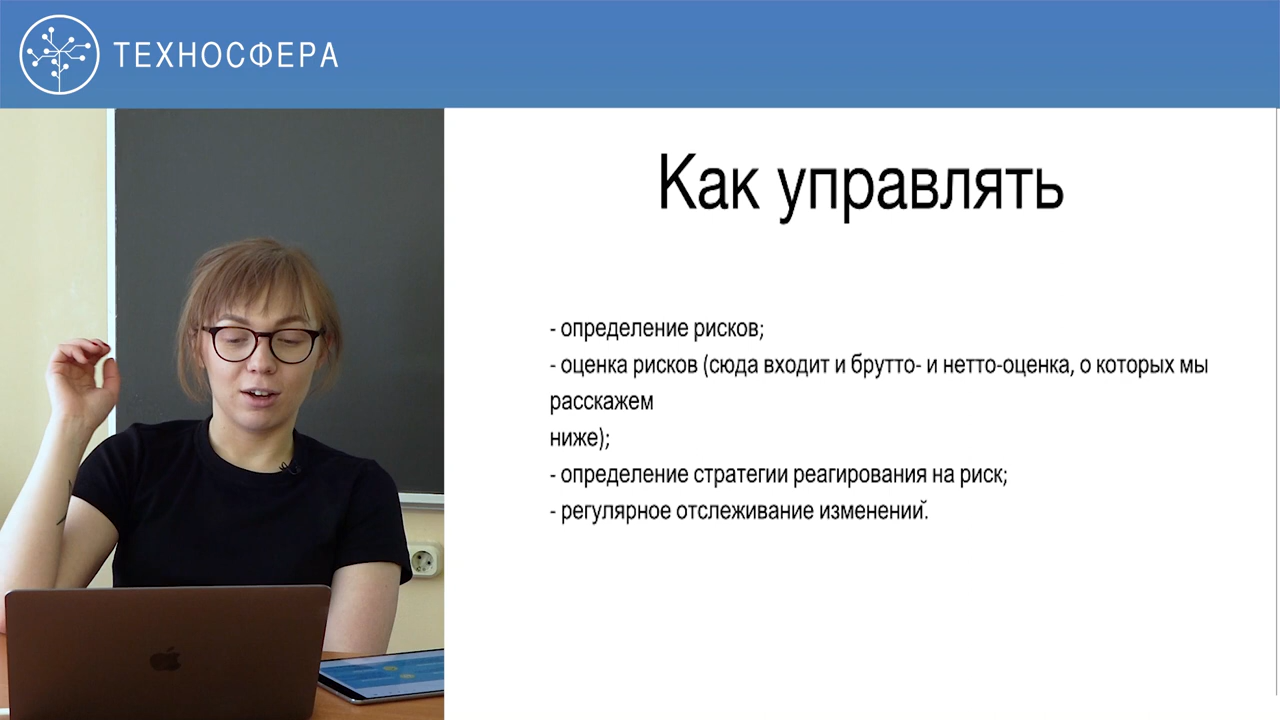 ТЕХНОСФЕРА
Как управлять
- определение рисков;
- оценка рисков (сюда входит и брутто- и нетто-оценка, о которых мы
расскажем
ниже);
- определение стратегии реагирования на риск;
- регулярное отслеживание изменений.